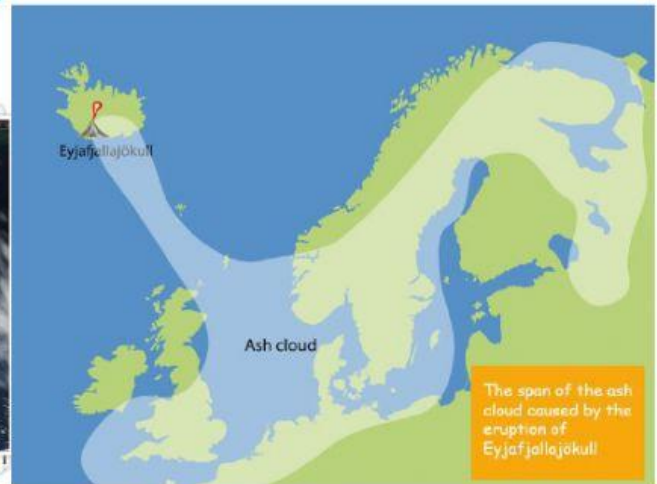 Eyjafjallajökull
Ash cloud
The span of the ash
cloud caused by the
eruption of
Eyjafjallajökull